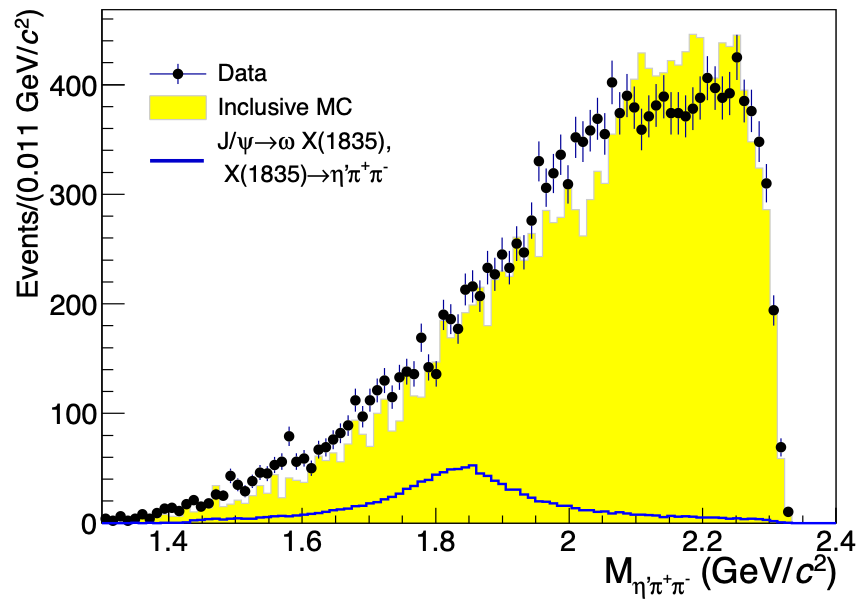 Events/(0.011 GeV/c²)
400
300
200
100
0
Data
Inclusive MC
J/ψ→ω X(1835),
X(1835)→η'π⁺π⁻
1.4 1.6 1.8 2 2.2 2.4
M_η'π⁺π⁻ (GeV/c²)